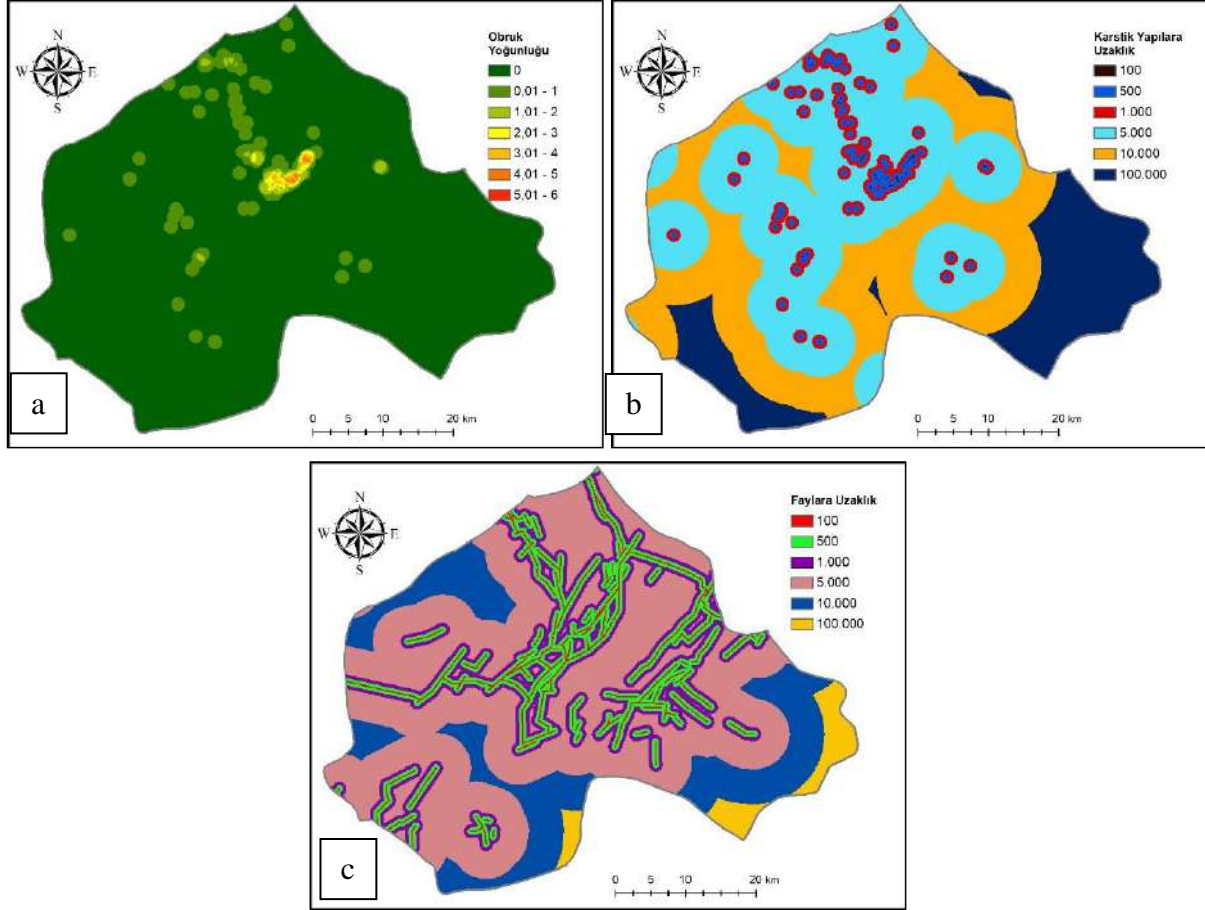 N
W E
S
Obruk
Yoğunluğu
0
0,01 - 1
1,01 - 2
2,01 - 3
3,01 - 4
4,01 - 5
5,01 - 6
a
0 5 10 20 km
N
W E
S
Karstik Yapılara
Uzaklık
100
500
1.000
5.000
10.000
100.000
b
0 5 10 20 km
N
W E
S
Faylara Uzaklık
100
500
1.000
5.000
10.000
100.000
c
0 5 10 20 km